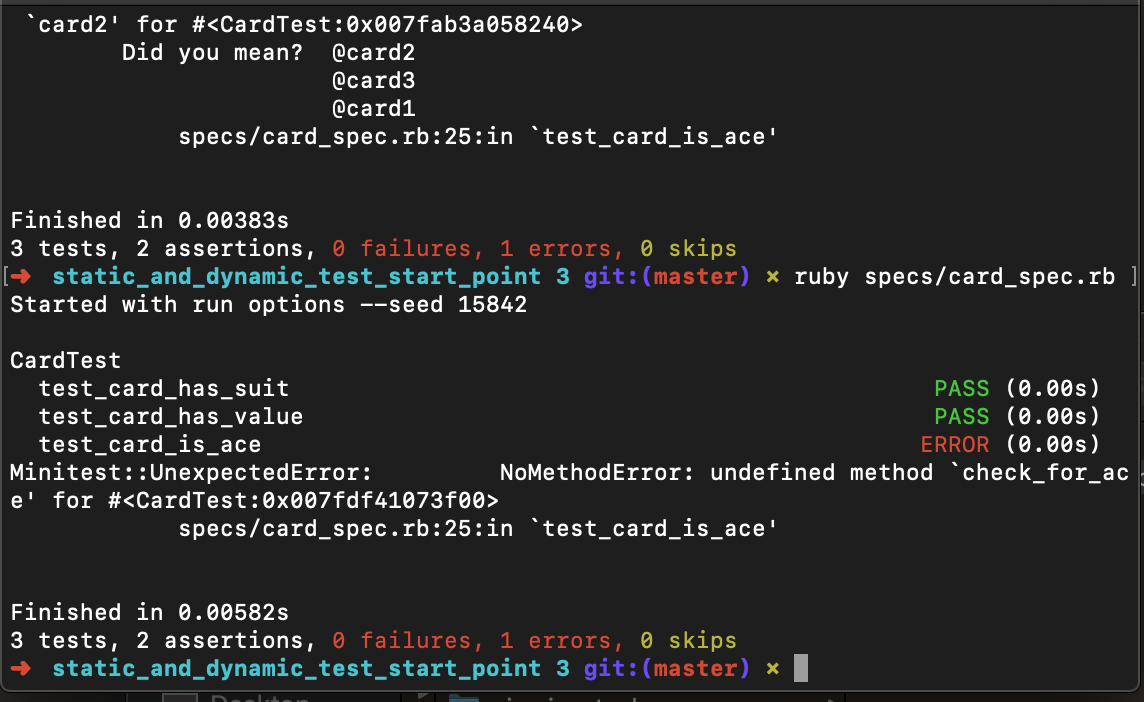 `card2' for #<CardTest:0x007fab3a058240>
Did you mean?  @card2
@card3
@card1
specs/card_spec.rb:25:in `test_card_is_ace'
Finished in 0.00383s
3 tests, 2 assertions, 0 failures, 1 errors, 0 skips
[➜  static_and_dynamic_test_start_point 3 git:(master) × ruby specs/card_spec.rb ]
Started with run options --seed 15842
CardTest
test_card_has_suit PASS (0.00s)
test_card_has_value PASS (0.00s)
test_card_is_ace ERROR (0.00s)
Minitest::UnexpectedError:         NoMethodError: undefined method `check_for_ac
e' for #<CardTest:0x007fdf41073f00>
specs/card_spec.rb:25:in `test_card_is_ace'
Finished in 0.00582s
3 tests, 2 assertions, 0 failures, 1 errors, 0 skips
➜  static_and_dynamic_test_start_point 3 git:(master) ×
Desktop